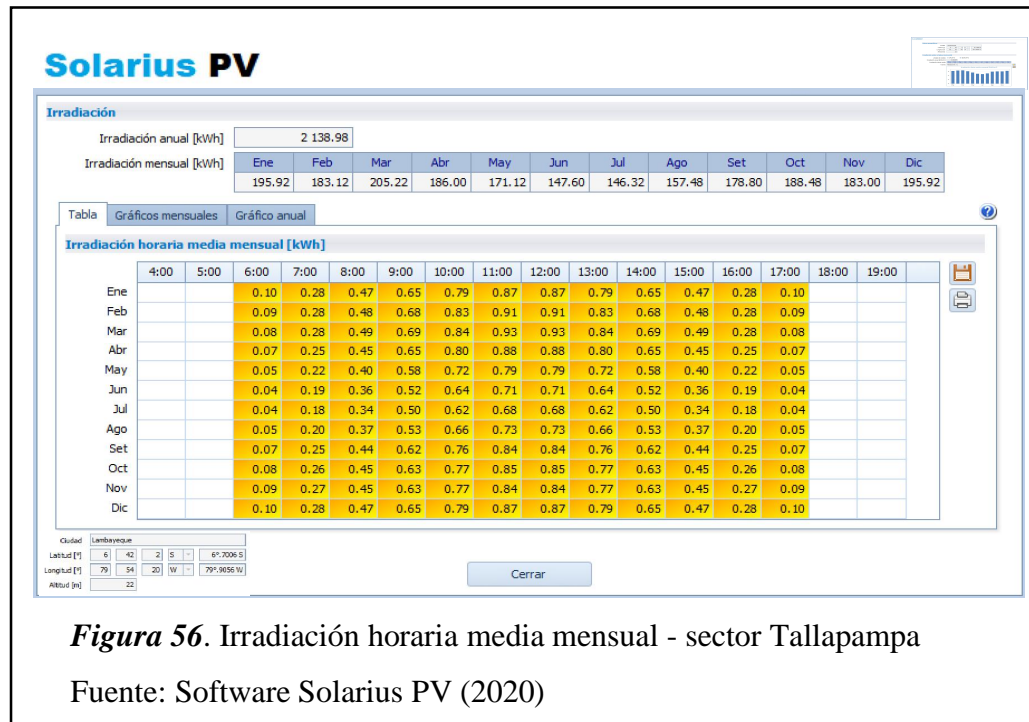 Solarius PV
Irradiación
Irradiación anual [kWh] 2 138.98
Irradiación mensual [kWh] Ene Feb Mar Abr May Jun Jul Ago Set Oct Nov Dic
195.92 183.12 205.22 186.00 171.12 147.60 146.32 157.48 178.80 188.48 183.00 195.92
Tabla Gráficos mensuales Gráfico anual ?
Irradiación horaria media mensual [kWh]
4:00 5:00 6:00 7:00 8:00 9:00 10:00 11:00 12:00 13:00 14:00 15:00 16:00 17:00 18:00 19:00
Ene 0.10 0.28 0.47 0.65 0.79 0.87 0.87 0.79 0.65 0.47 0.28 0.10
Feb 0.09 0.28 0.48 0.68 0.83 0.91 0.91 0.83 0.68 0.48 0.28 0.09
Mar 0.08 0.28 0.49 0.69 0.84 0.93 0.93 0.84 0.69 0.49 0.28 0.08
Abr 0.07 0.25 0.45 0.65 0.80 0.88 0.88 0.80 0.65 0.45 0.25 0.07
May 0.05 0.22 0.40 0.58 0.72 0.79 0.79 0.72 0.58 0.40 0.22 0.05
Jun 0.04 0.19 0.36 0.52 0.64 0.71 0.71 0.64 0.52 0.36 0.19 0.04
Jul 0.04 0.18 0.34 0.50 0.62 0.68 0.68 0.62 0.50 0.34 0.18 0.04
Ago 0.05 0.20 0.37 0.53 0.66 0.73 0.73 0.66 0.53 0.37 0.20 0.05
Set 0.07 0.25 0.44 0.62 0.76 0.84 0.84 0.76 0.62 0.44 0.25 0.07
Oct 0.08 0.26 0.45 0.63 0.77 0.85 0.85 0.77 0.63 0.45 0.26 0.08
Nov 0.09 0.27 0.45 0.63 0.77 0.84 0.84 0.77 0.63 0.45 0.27 0.09
Dic 0.10 0.28 0.47 0.65 0.79 0.87 0.87 0.79 0.65 0.47 0.28 0.10
Ciudad Lambayeque
Latitud [°] 6 42 2 S 6°.7006 S
Longitud [°] 79 54 20 W 79°.9056 W
Altitud [m] 22
Cerrar
Figura 56. Irradiación horaria media mensual - sector Tallapampa
Fuente: Software Solarius PV (2020)